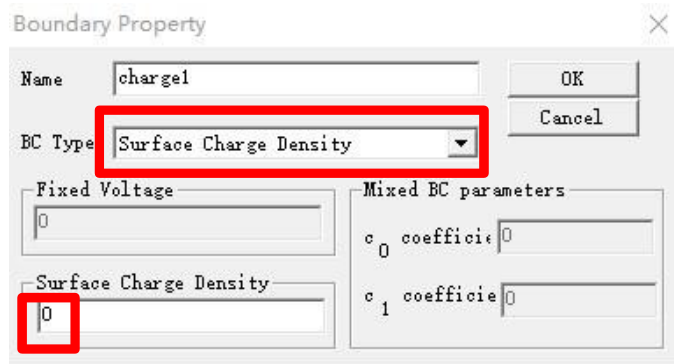 Boundary Property
Name charge1 OK
Cancel
BC Type Surface Charge Density
Fixed Voltage
0
Mixed BC parameters
c 0 coefficie 0
Surface Charge Density
0
c 1 coefficie 0